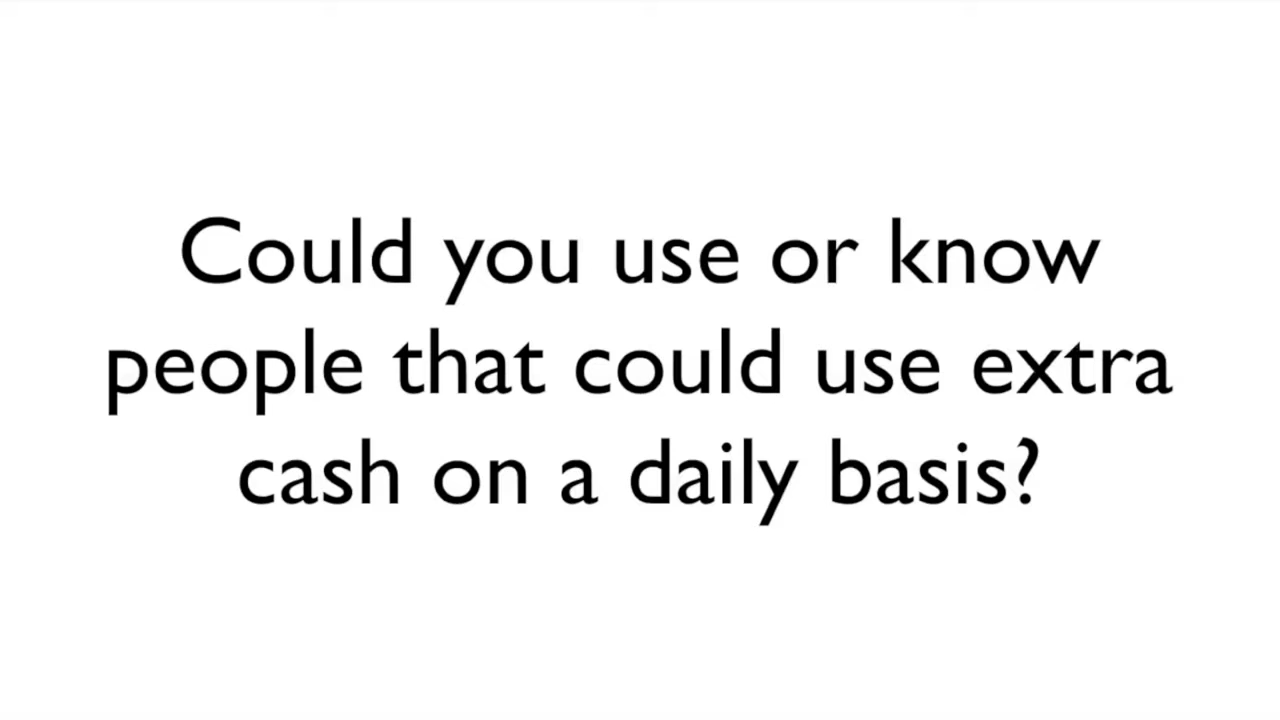 Could you use or know
people that could use extra
cash on a daily basis?